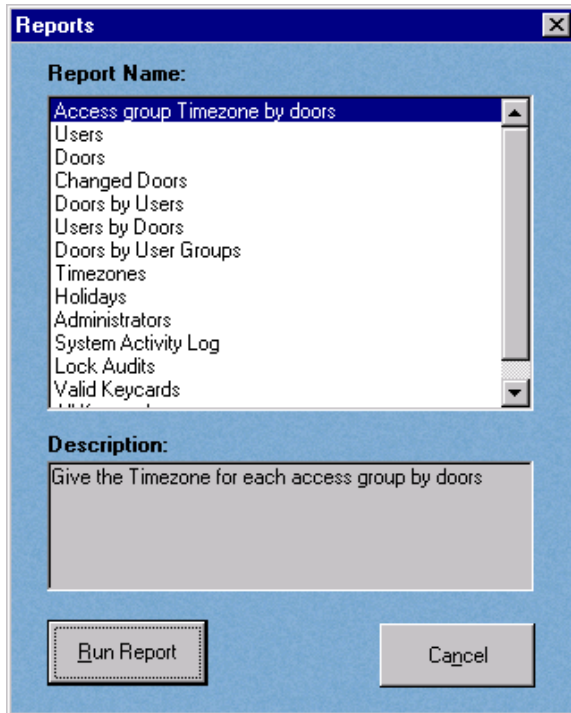 Reports
Report Name:
Access group Timezone by doors
Users
Doors
Changed Doors
Doors by Users
Users by Doors
Doors by User Groups
Timezones
Holidays
Administrators
System Activity Log
Lock Audits
Valid Keycards
Description:
Give the Timezone for each access group by doors
Run Report
Cancel